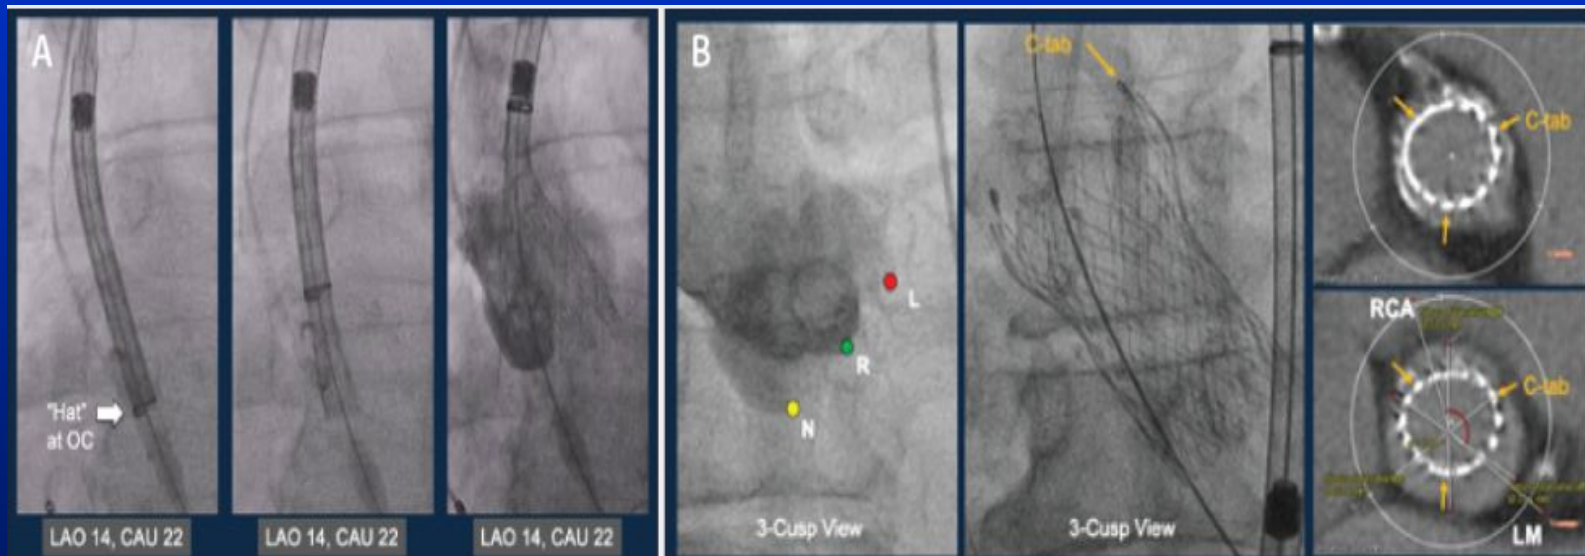 A
"Hat"
at OC
LAO 14, CAU 22
LAO 14, CAU 22
LAO 14, CAU 22
B
L
R
N
3-Cusp View
C-tab
3-Cusp View
C-tab
RCA
C-tab
LM